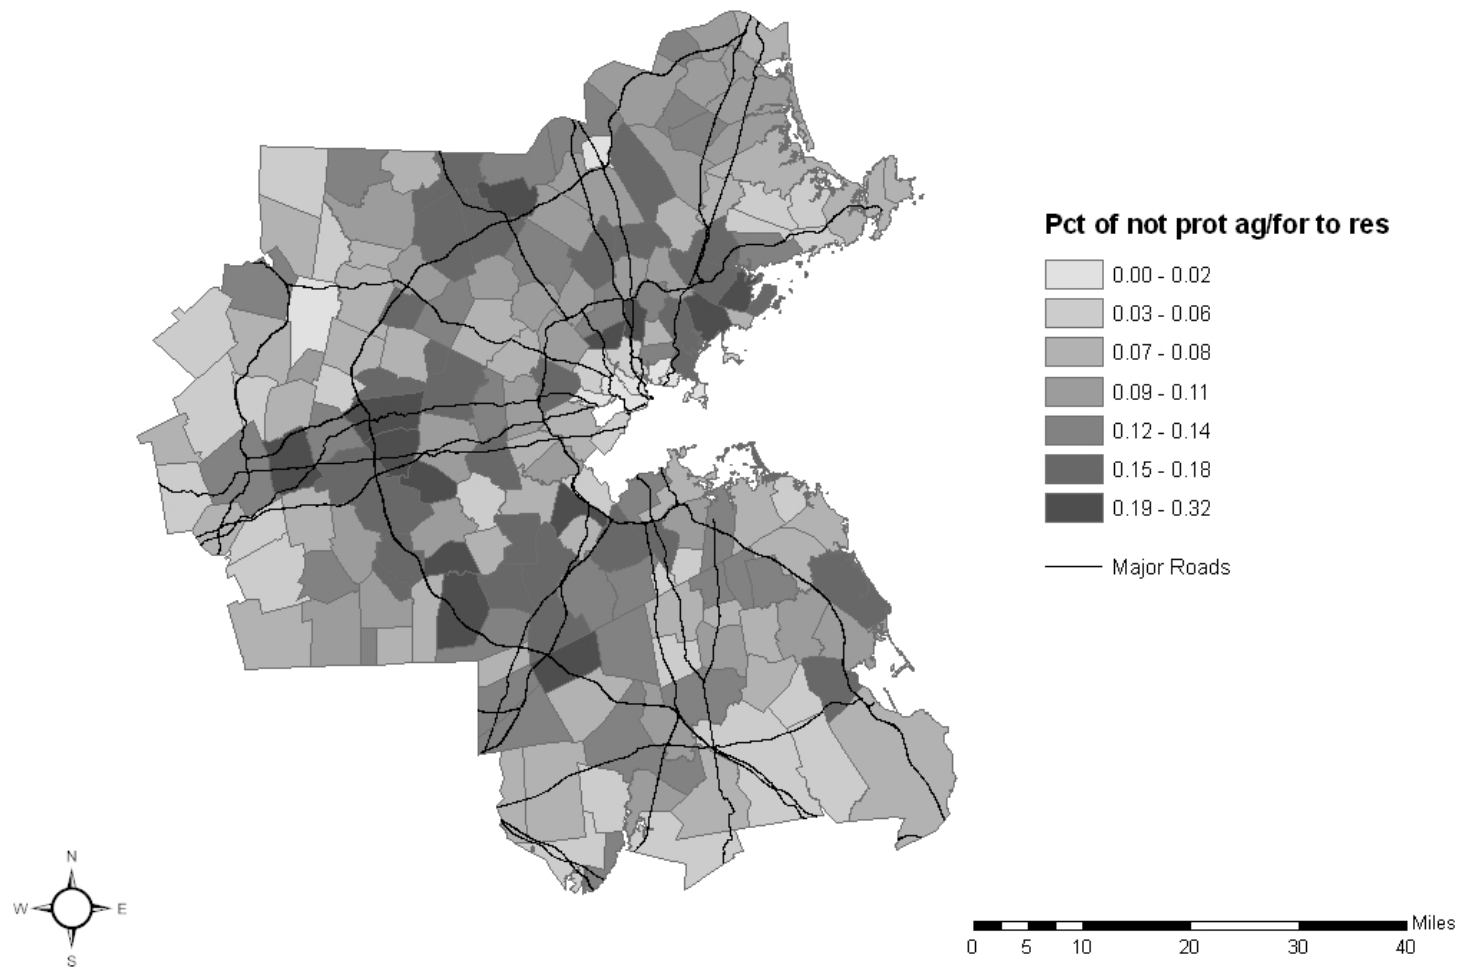 Pct of not prot ag/for to res
0.00 - 0.02
0.03 - 0.06
0.07 - 0.08
0.09 - 0.11
0.12 - 0.14
0.15 - 0.18
0.19 - 0.32
Major Roads
N
W E
S
Miles
0 5 10 20 30 40